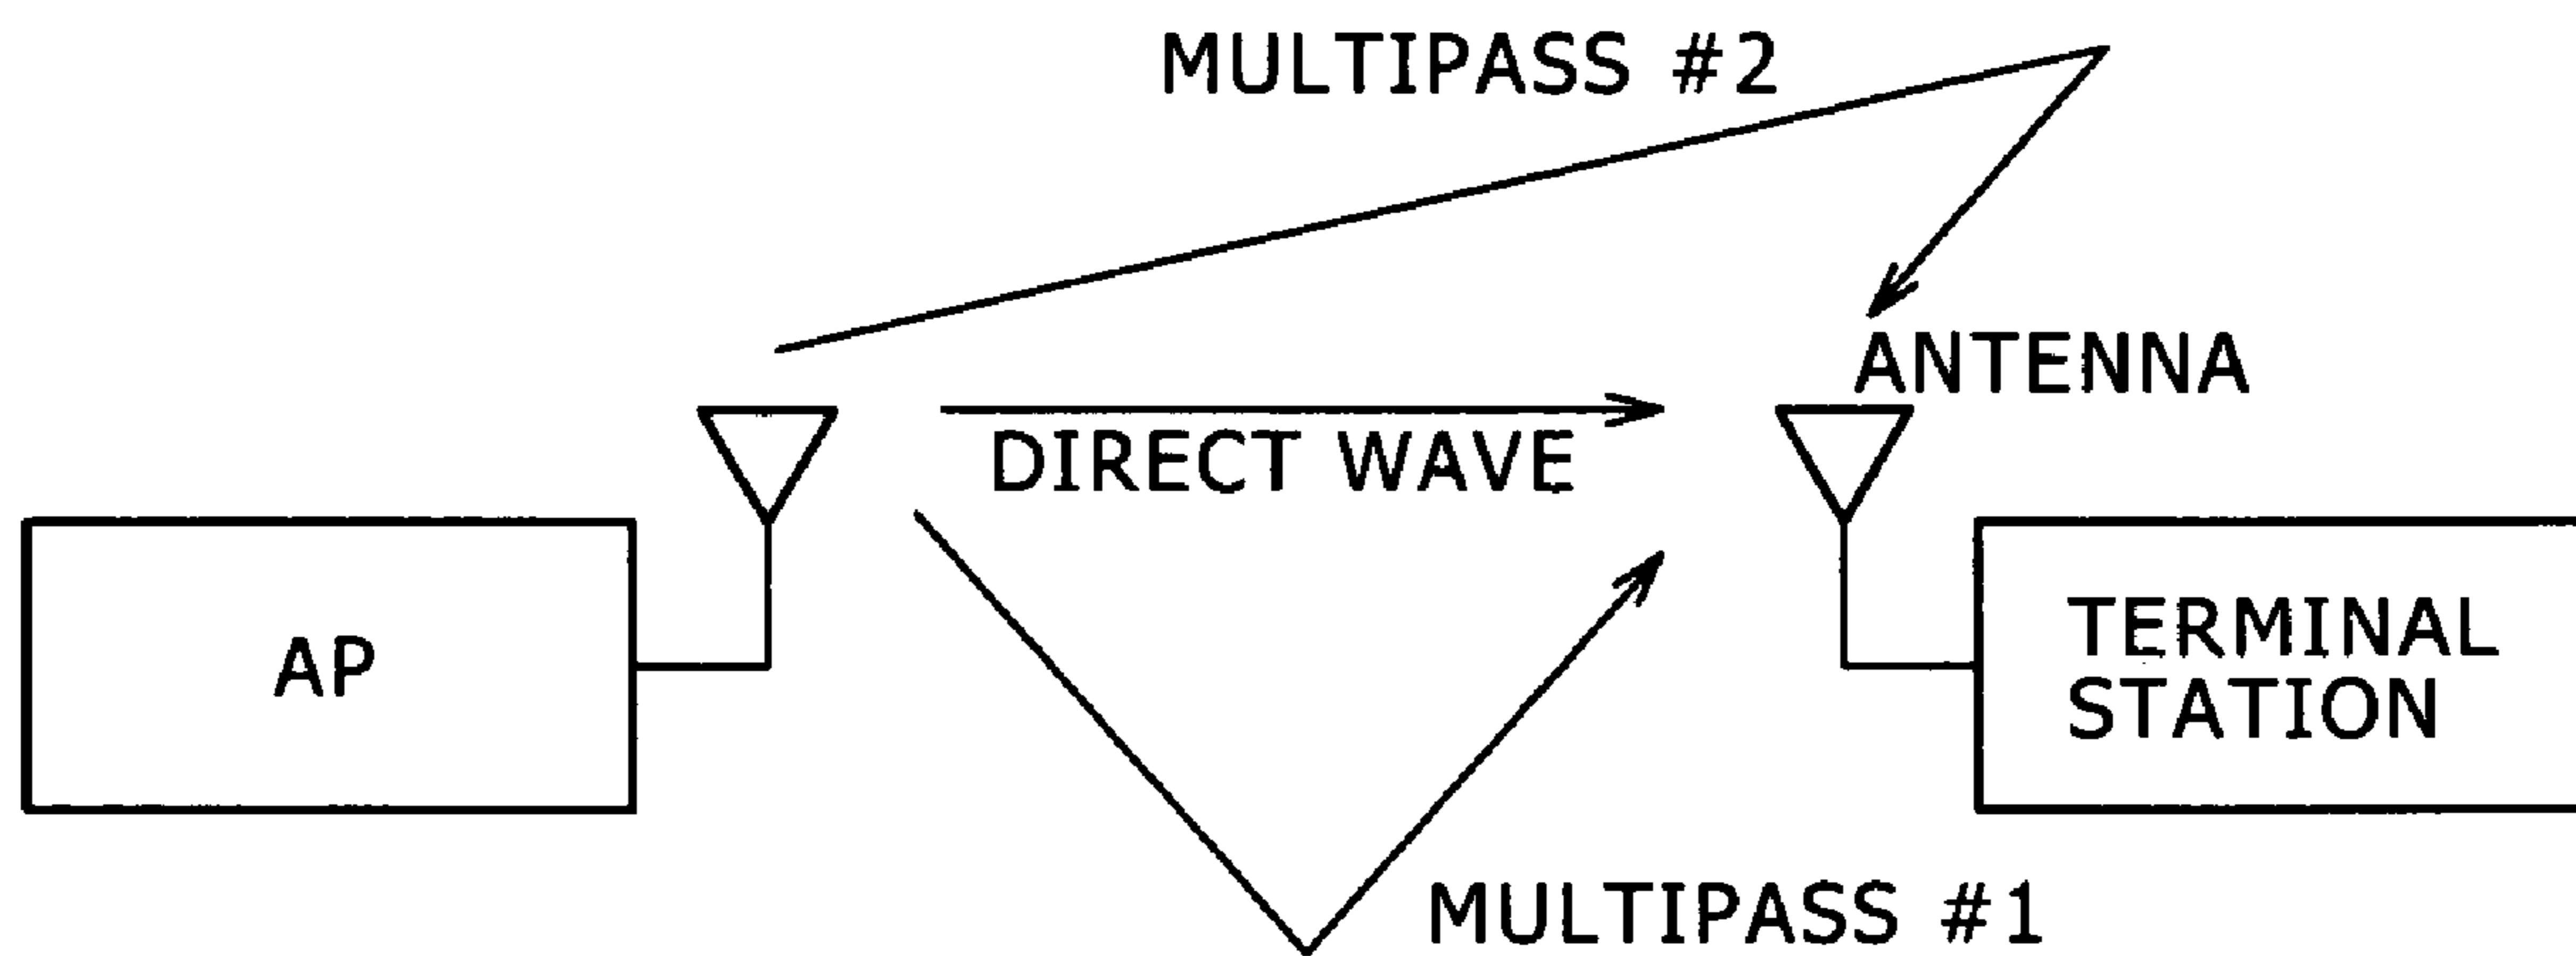 MULTIPASS #2
ANTENNA
DIRECT WAVE
AP
TERMINAL
STATION
MULTIPASS #1